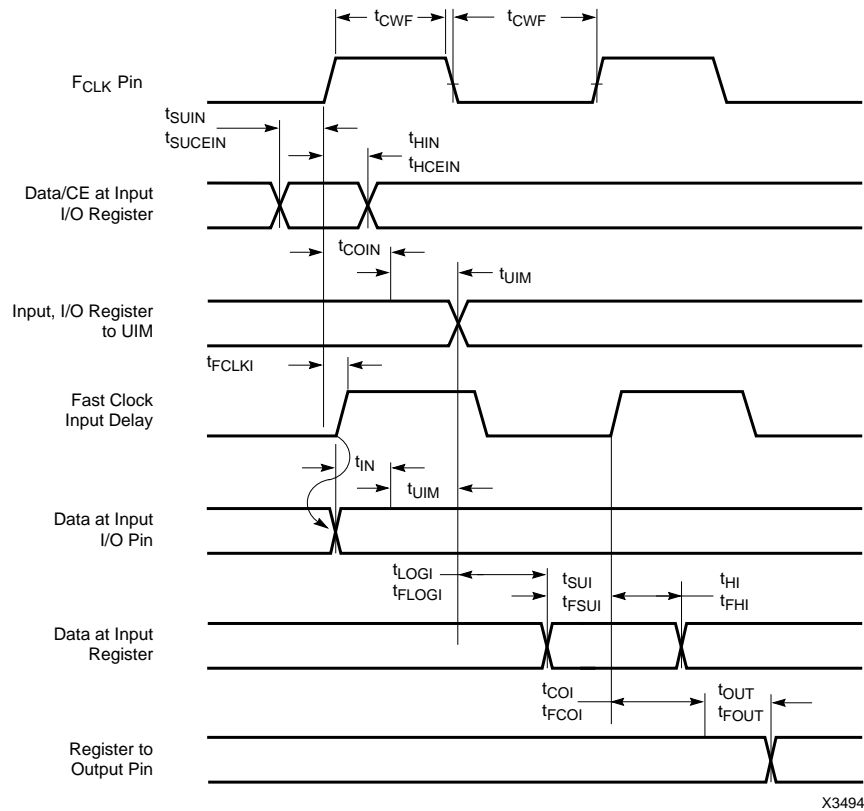 tCWF tCWF
FCLK Pin
tSUIN
tSUCEIN
tHIN
tHCEIN
Data/CE at Input
I/O Register
tCOIN
tUIM
Input, I/O Register
to UIM
tFCLKI
Fast Clock
Input Delay
tIN
tUIM
Data at Input
I/O Pin
tLOGI
tFLOGI
tSUI
tFSUI
tHI
tFHI
Data at Input
Register
tCOI
tFCOI
tOUT
tFOUT
Register to
Output Pin
X3494